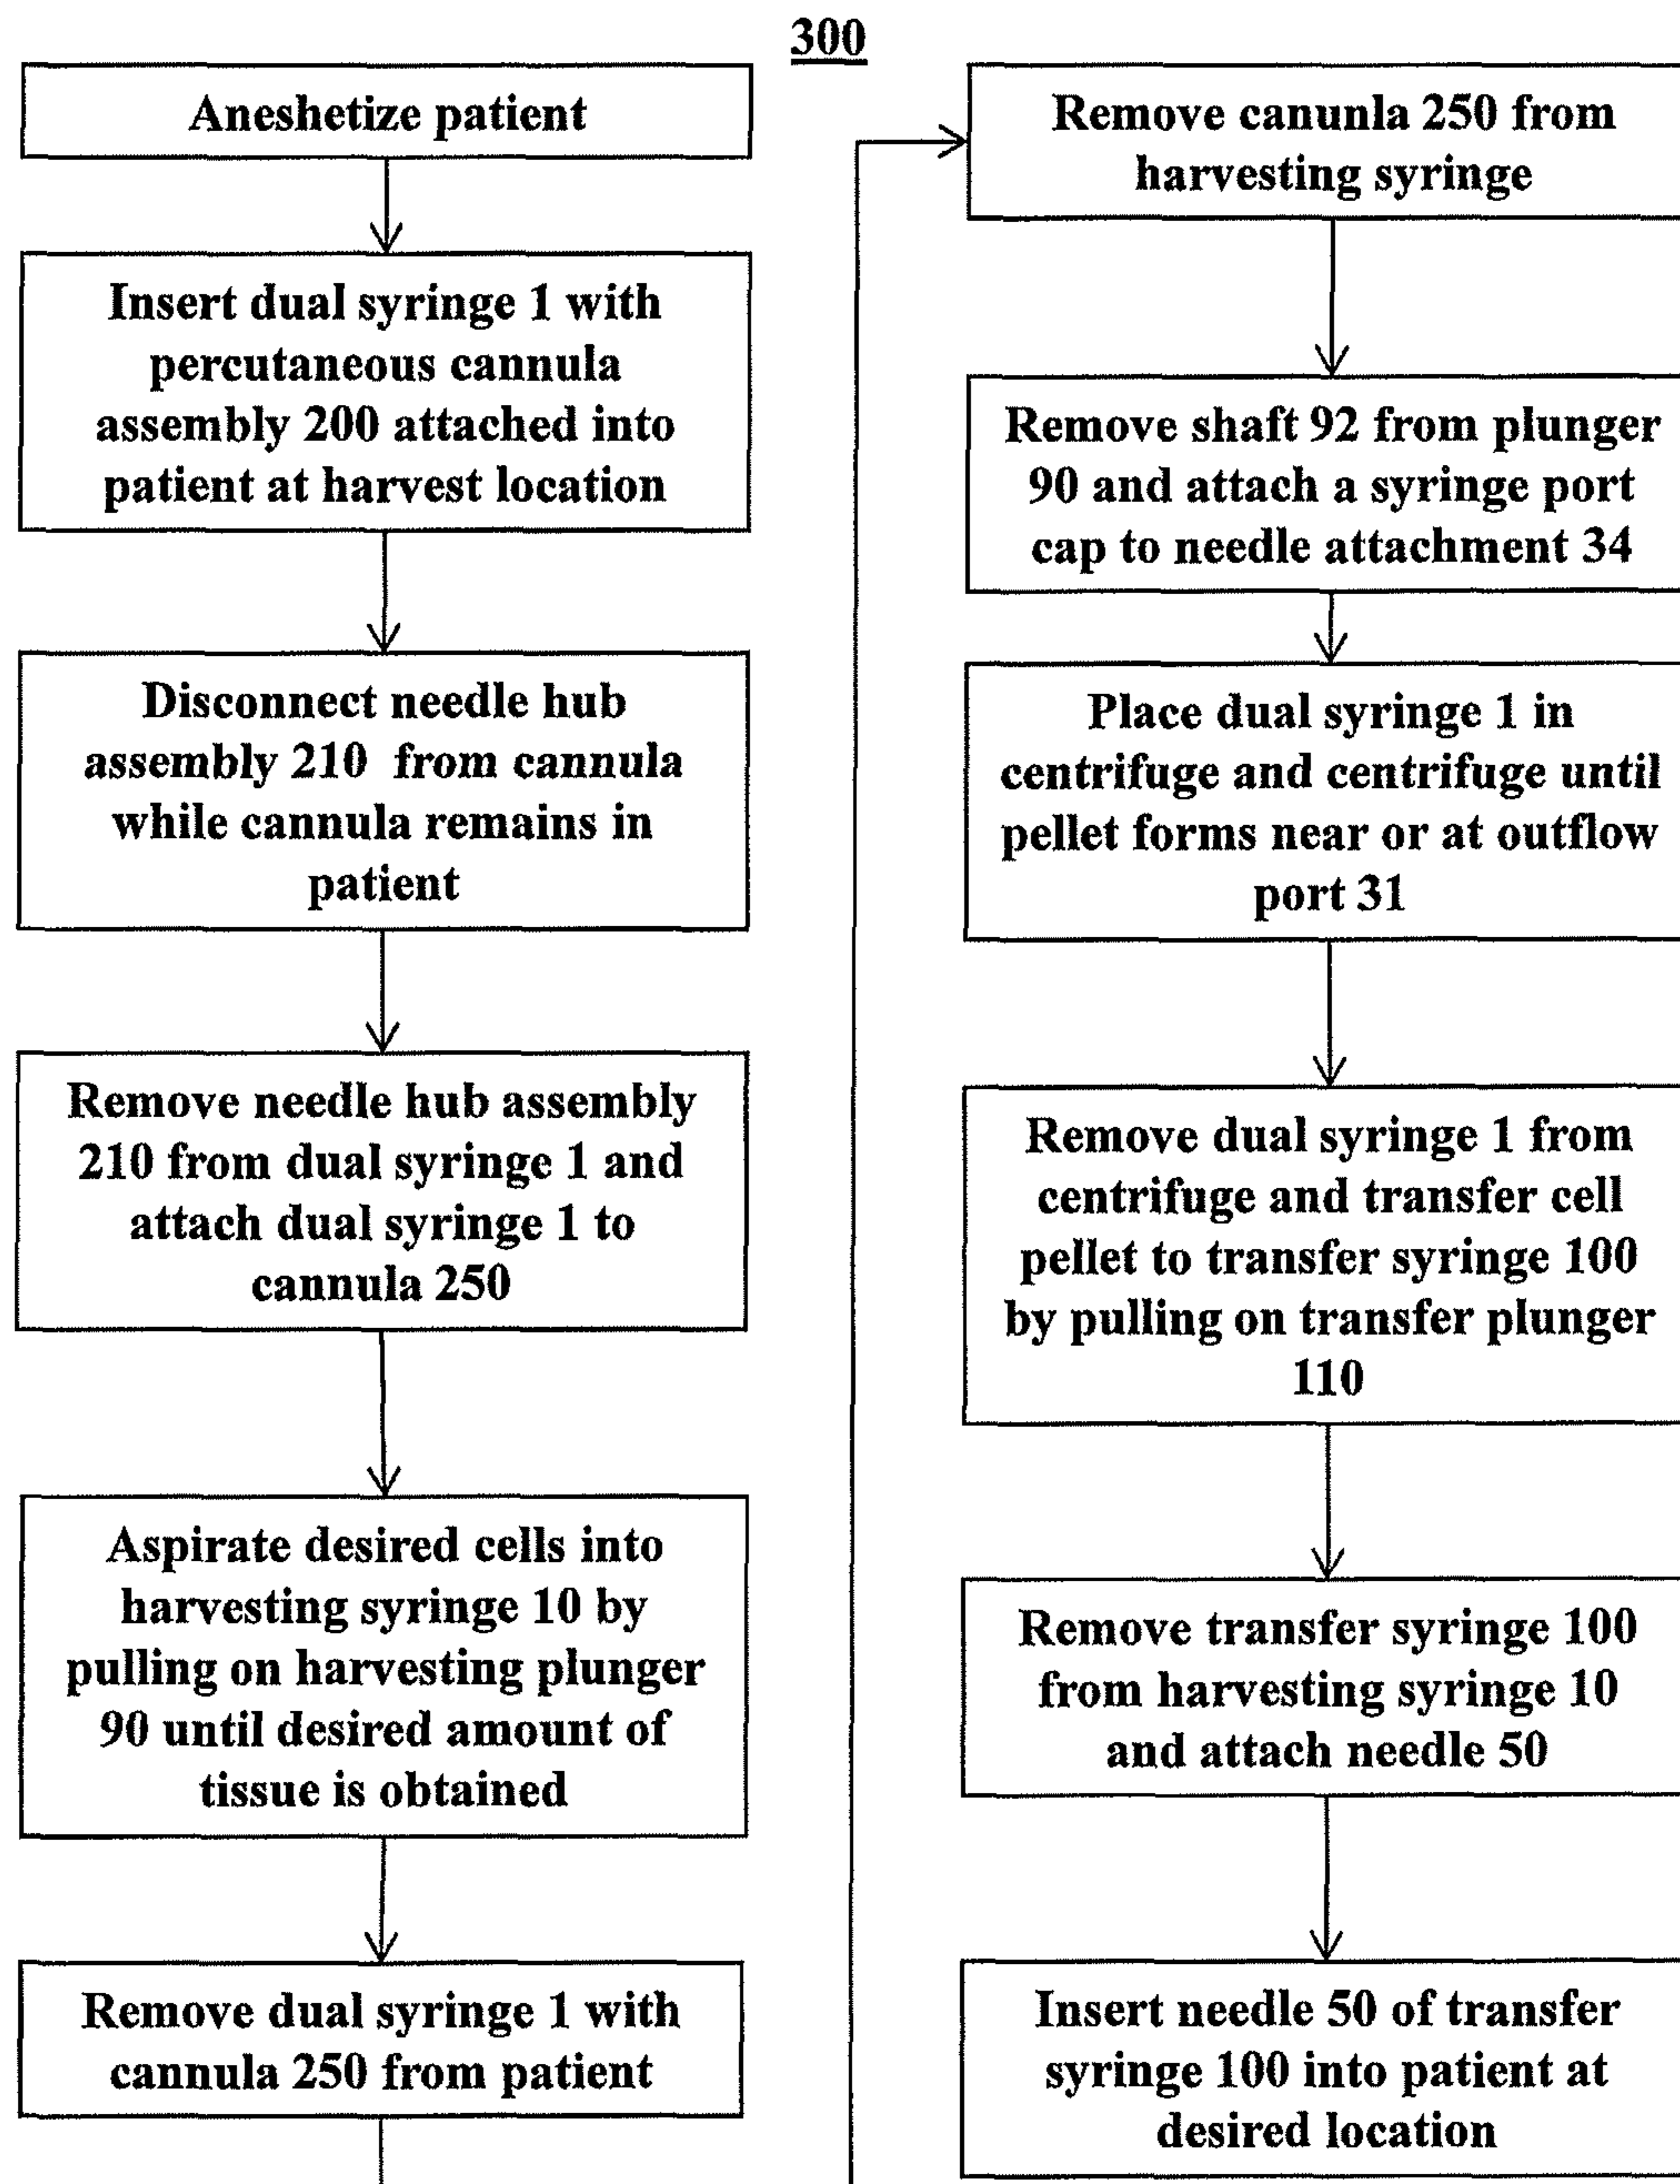 300
Aneshetize patient
Insert dual syringe 1 with
percutaneous cannula
assembly 200 attached into
patient at harvest location
Disconnect needle hub
assembly 210 from cannula
while cannula remains in
patient
Remove needle hub assembly
210 from dual syringe 1 and
attach dual syringe 1 to
cannula 250
Aspirate desired cells into
harvesting syringe 10 by
pulling on harvesting plunger
90 until desired amount of
tissue is obtained
Remove dual syringe 1 with
cannula 250 from patient
Remove canunla 250 from
harvesting syringe
Remove shaft 92 from plunger
90 and attach a syringe port
cap to needle attachment 34
Place dual syringe 1 in
centrifuge and centrifuge until
pellet forms near or at outflow
port 31
Remove dual syringe 1 from
centrifuge and transfer cell
pellet to transfer syringe 100
by pulling on transfer plunger
110
Remove transfer syringe 100
from harvesting syringe 10
and attach needle 50
Insert needle 50 of transfer
syringe 100 into patient at
desired location